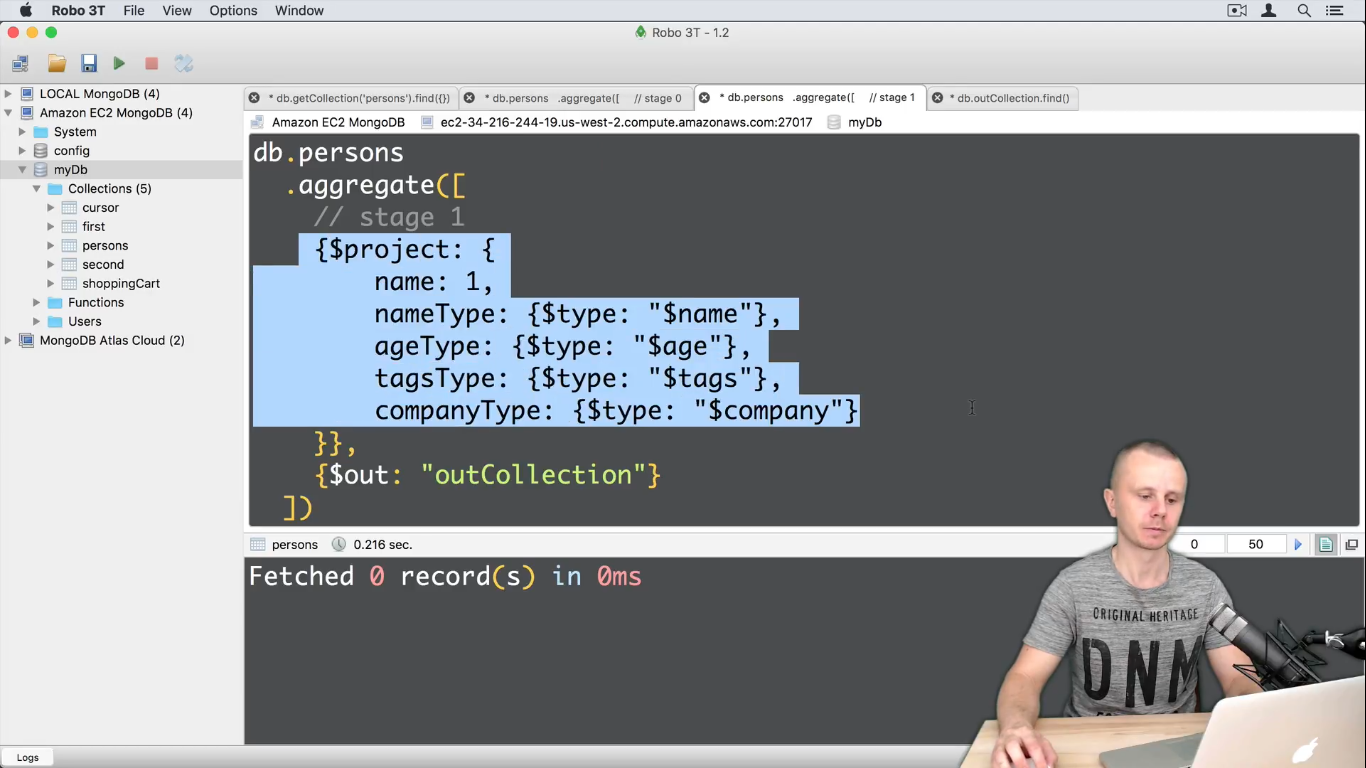 Robo 3T File View Options Window
Robo 3T - 1.2
LOCAL MongoDB (4)
Amazon EC2 MongoDB (4)
System
config
myDb
Collections (5)
cursor
first
persons
second
shoppingCart
Functions
Users
MongoDB Atlas Cloud (2)
* db.getCollection('persons').find({})
* db.persons .aggregate([ // stage 0
* db.persons .aggregate([ // stage 1
* db.outCollection.find()
Amazon EC2 MongoDB ec2-34-216-244-19.us-west-2.compute.amazonaws.com:27017 myDb
db.persons
.aggregate([
// stage 1
{$project: {
name: 1,
nameType: {$type: "$name"},
ageType: {$type: "$age"},
tagsType: {$type: "$tags"},
companyType: {$type: "$company"}
}},
{$out: "outCollection"}
])
persons 0.216 sec. 0 50
Fetched 0 record(s) in 0ms
ORIGINAL HERITAGE
DNM
Logs